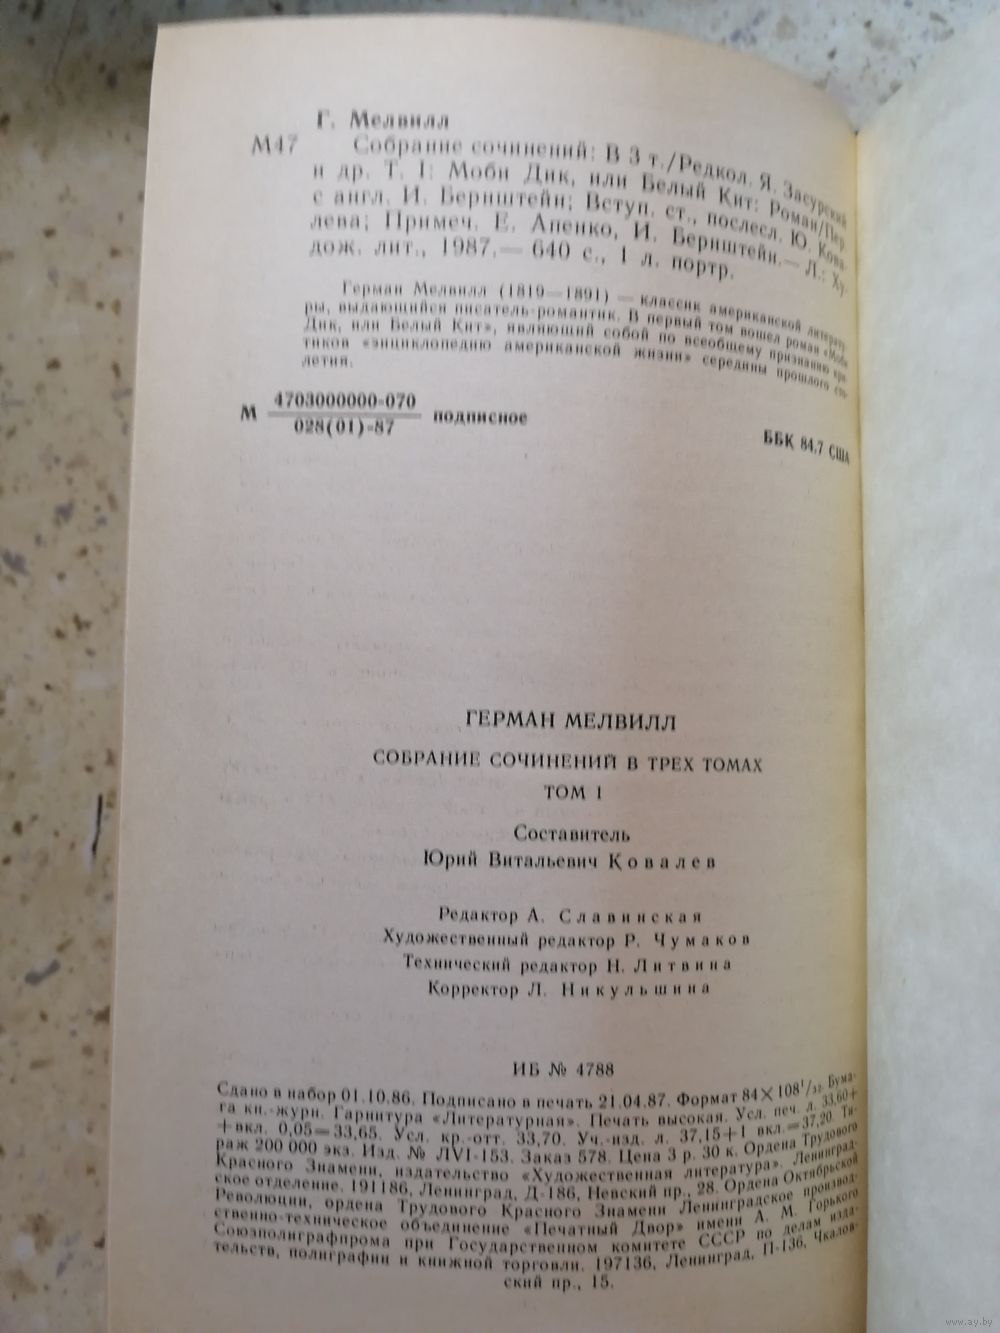 Г. Мелвилл
М47 Собрание сочинений: В 3 т./Редкол. Я. Засурский
и др. Т. 1: Моби Дик, или Белый Кит: Роман/Пер.
с англ. И. Бернштейн; Вступ. ст., послесл. Ю. Кова-
лева; Примеч. Е. Апенко, И. Бернштейн.— Л.: Ху-
дож. лит., 1987.— 640 с., 1 л. портр.
Герман Мелвилл (1819—1891) — классик американской литерату-
ры, выдающийся писатель-романтик. В первый том вошел роман «Моби
Дик, или Белый Кит», являющий собой по всеобщему признанию кри-
тиков «энциклопедию американской жизни» середины прошлого сто-
летия.
М 4703000000-070
028(01)-87 подписное
ББК 84.7 США
ГЕРМАН МЕЛВИЛЛ
СОБРАНИЕ СОЧИНЕНИЙ В ТРЕХ ТОМАХ
ТОМ 1
Составитель
Юрий Витальевич Ковалев
Редактор А. Славинская
Художественный редактор Р. Чумаков
Технический редактор Н. Литвина
Корректор Л. Никульшина
ИБ № 4788
Сдано в набор 01.10.86. Подписано в печать 21.04.87. Формат 84×108¹/₃₂. Бума-
га кн.-журн. Гарнитура «Литературная». Печать высокая. Усл. печ. л. 33,60+
+вкл. 0,05=33,65. Усл. кр.-отт. 33,70. Уч.-изд. л. 37,15+1 вкл.=37,20. Ти-
раж 200 000 экз. Изд. № ЛVI-153. Заказ 578. Цена 3 р. 30 к. Ордена Трудового
Красного Знамени, издательство «Художественная литература». Ленинград-
ское отделение. 191186, Ленинград, Д-186, Невский пр., 28. Ордена Октябрьской
Революции, ордена Трудового Красного Знамени Ленинградское производ-
ственно-техническое объединение «Печатный Двор» имени А. М. Горького
Союзполиграфпрома при Государственном комитете СССР по делам изда-
тельств, полиграфии и книжной торговли. 197136, Ленинград, П-136, Чкалов-
ский пр., 15.
www.ay.by